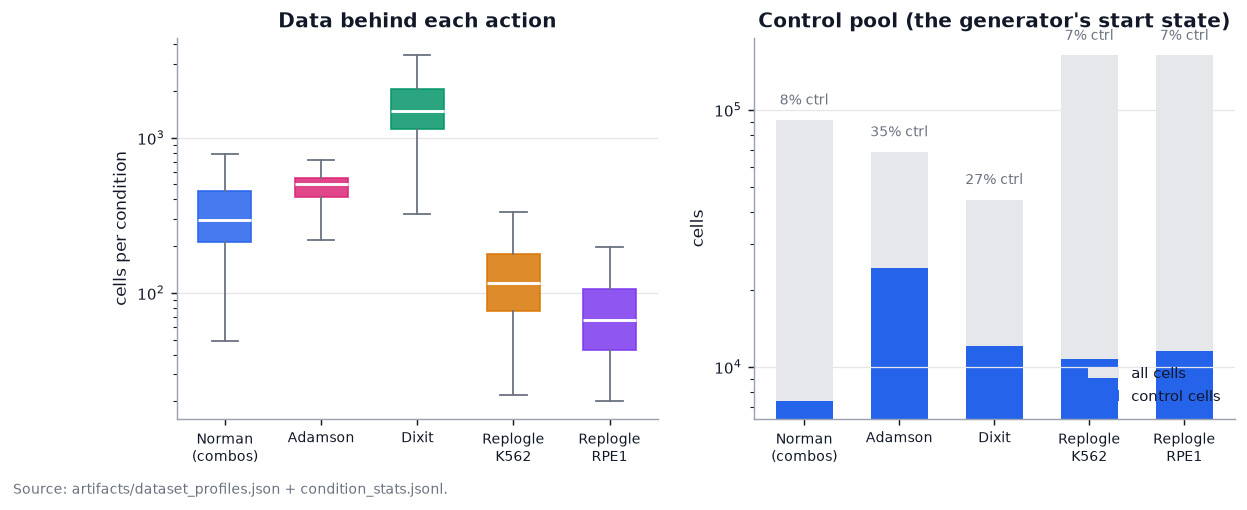 Data behind each action
cells per condition
10³
10²
Norman
(combos)
Adamson
Dixit
Replogle
K562
Replogle
RPE1
Control pool (the generator's start state)
cells
10⁵
10⁴
8% ctrl
35% ctrl
27% ctrl
7% ctrl
7% ctrl
all cells
control cells
Norman
(combos)
Adamson
Dixit
Replogle
K562
Replogle
RPE1
Source: artifacts/dataset_profiles.json + condition_stats.jsonl.